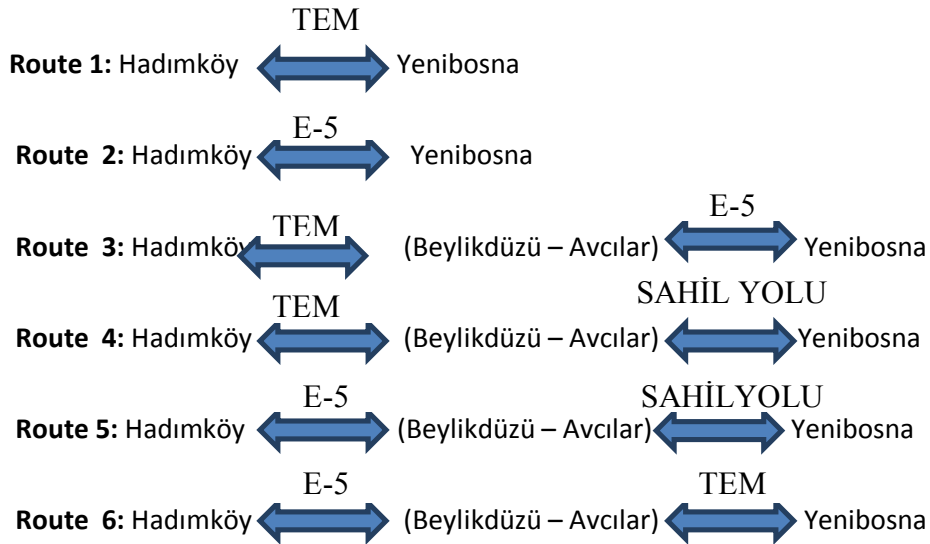 TEM
Route 1: Hadımköy Yenibosna
E-5
Route 2: Hadımköy Yenibosna
TEM E-5
Route 3: Hadımköy (Beylikdüzü – Avcılar) Yenibosna
TEM SAHİL YOLU
Route 4: Hadımköy (Beylikdüzü – Avcılar) Yenibosna
E-5 SAHİLYOLU
Route 5: Hadımköy (Beylikdüzü – Avcılar) Yenibosna
E-5 TEM
Route 6: Hadımköy (Beylikdüzü – Avcılar) Yenibosna